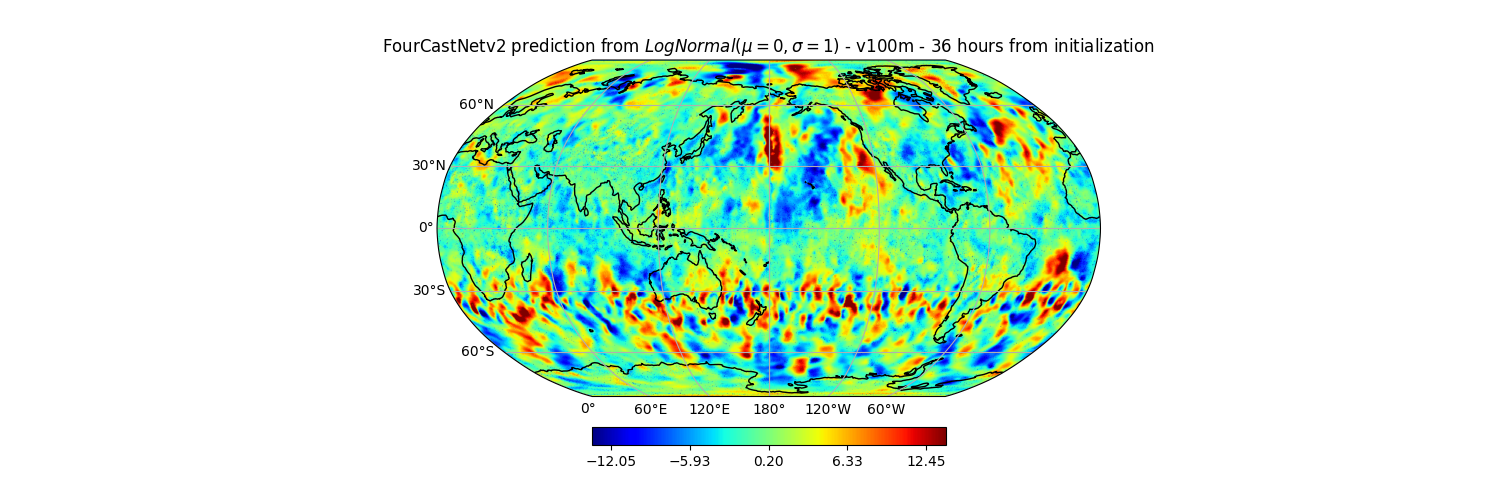 FourCastNetv2 prediction from LogNormal(μ = 0, σ = 1) - v100m - 36 hours from initialization
60°N
30°N
0°
30°S
60°S
0° 60°E 120°E 180° 120°W 60°W
−12.05 −5.93 0.20 6.33 12.45